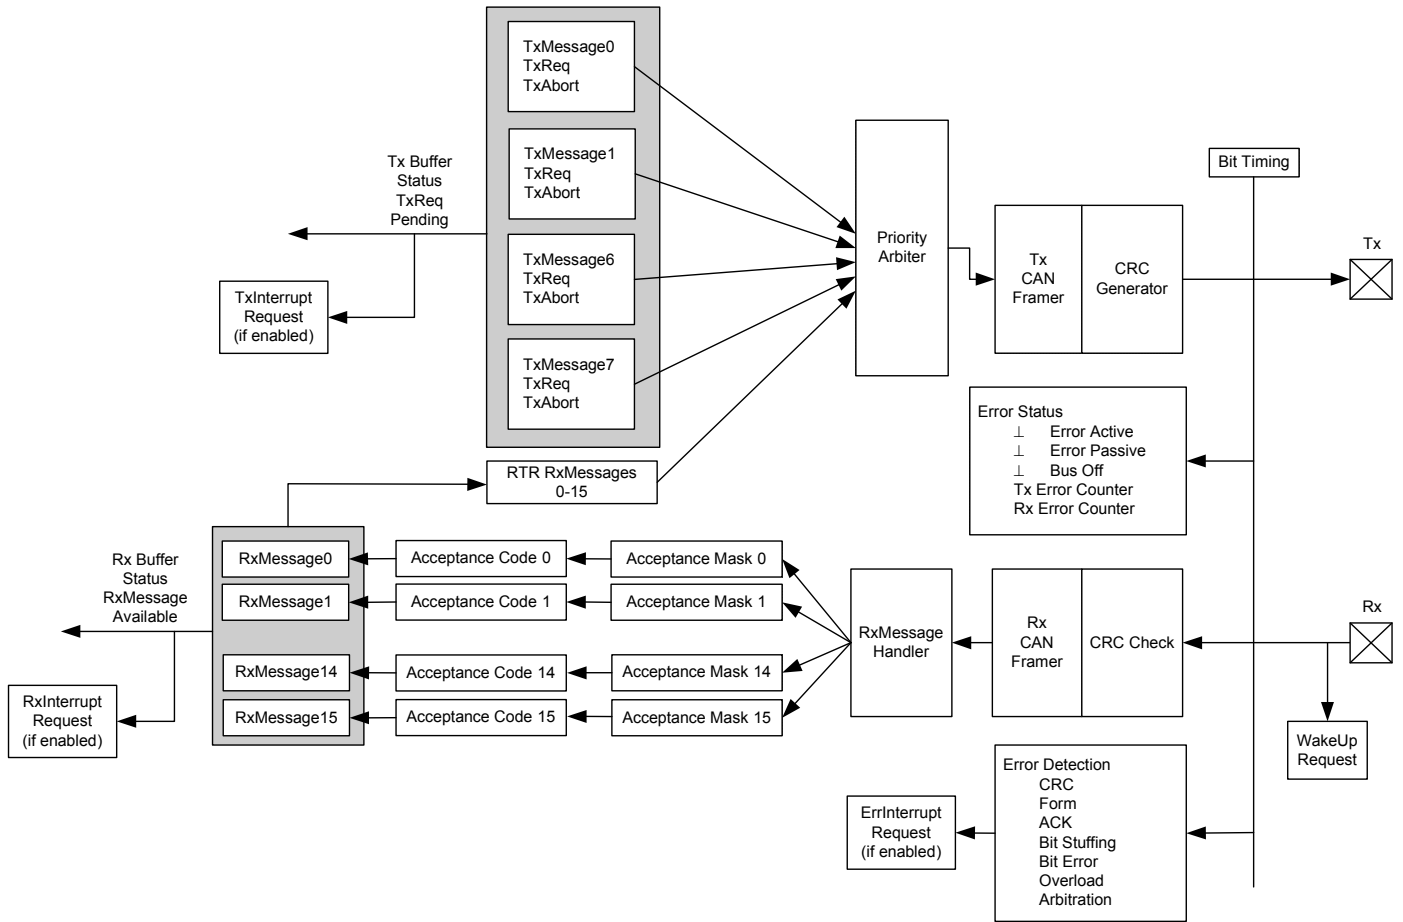 TxMessage0
TxReq
TxAbort
TxMessage1
TxReq
TxAbort
TxMessage6
TxReq
TxAbort
TxMessage7
TxReq
TxAbort
Tx Buffer
Status
TxReq
Pending
TxInterrupt
Request
(if enabled)
Priority
Arbiter
Tx
CAN
Framer
CRC
Generator
Bit Timing
Tx
Error Status
⊥ Error Active
⊥ Error Passive
⊥ Bus Off
Tx Error Counter
Rx Error Counter
RTR RxMessages
0-15
Rx Buffer
Status
RxMessage
Available
RxInterrupt
Request
(if enabled)
RxMessage0
Acceptance Code 0
Acceptance Mask 0
RxMessage1
Acceptance Code 1
Acceptance Mask 1
RxMessage14
Acceptance Code 14
Acceptance Mask 14
RxMessage15
Acceptance Code 15
Acceptance Mask 15
RxMessage
Handler
Rx
CAN
Framer
CRC Check
Rx
WakeUp
Request
Error Detection
CRC
Form
ACK
Bit Stuffing
Bit Error
Overload
Arbitration
ErrInterrupt
Request
(if enabled)